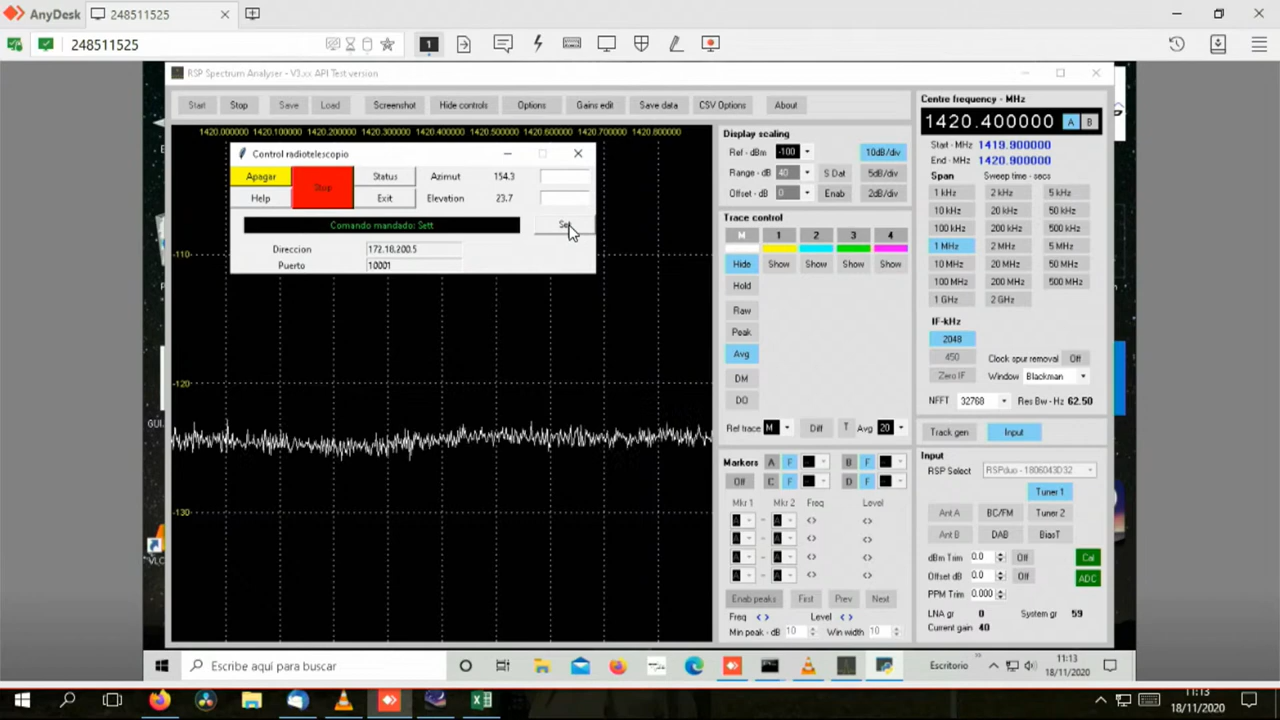 AnyDesk
248511525
248511525
1
RSP Spectrum Analyser - V3.xx API Test version
Start Stop Save Load Screenshot Hide controls Options Gains edit Save data CSV Options About
1420.000000 1420.100000 1420.200000 1420.300000 1420.400000 1420.500000 1420.600000 1420.700000 1420.800000
Control radiotelescopio
Apagar Stop Status Azimut 154.3
Help Exit Elevation 23.7
Comando mandado: Sett
Direccion 172.18.200.5
Puerto 10001
-110
-120
-130
Display scaling
Ref - dBm -100 10dB/div
Range - dB 40 S Dat 5dB/div
Offset - dB 0 Enab 2dB/div
Trace control
M 1 2 3 4
Hide Show Show Show Show
Hold
Raw
Peak
Avg
DM
DO
Ref trace M Diff T Avg 20
Markers A F B F
Off C F D F
Mkr 1 Mkr 2 Freq Level
A - A <> <>
A - A <> <>
A - A <> <>
A - A <> <>
Enab peaks First Prev Next
Freq < > Level < >
Min peak - dB 10 Win width 10
Centre frequency - MHz
1420.400000 A B
Start - MHz 1419.900000
End - MHz 1420.900000
Span Sweep time - secs
1 kHz 2 kHz 5 kHz
10 kHz 20 kHz 50 kHz
100 kHz 200 kHz 500 kHz
1 MHz 2 MHz 5 MHz
10 MHz 20 MHz 50 MHz
100 MHz 200 MHz 500 MHz
1 GHz 2 GHz
IF-kHz
2048
450 Clock spur removal Off
Zero IF Window Blackman
NFFT 32768 Res Bw - Hz 62.50
Track gen Input
Input
RSP Select RSPduo - 1806043D32
Tuner 1
Ant A BC/FM Tuner 2
Ant B DAB BiasT
dBm Trim 0.0 Off Cal
Offset dB 0.0 Off ADC
PPM Trim 0.000
LNA gr 0 System gr 59
Current gain 40
GUI
VLC
Escribe aquí para buscar
Escritorio
11:13
18/11/2020
11:13
18/11/2020